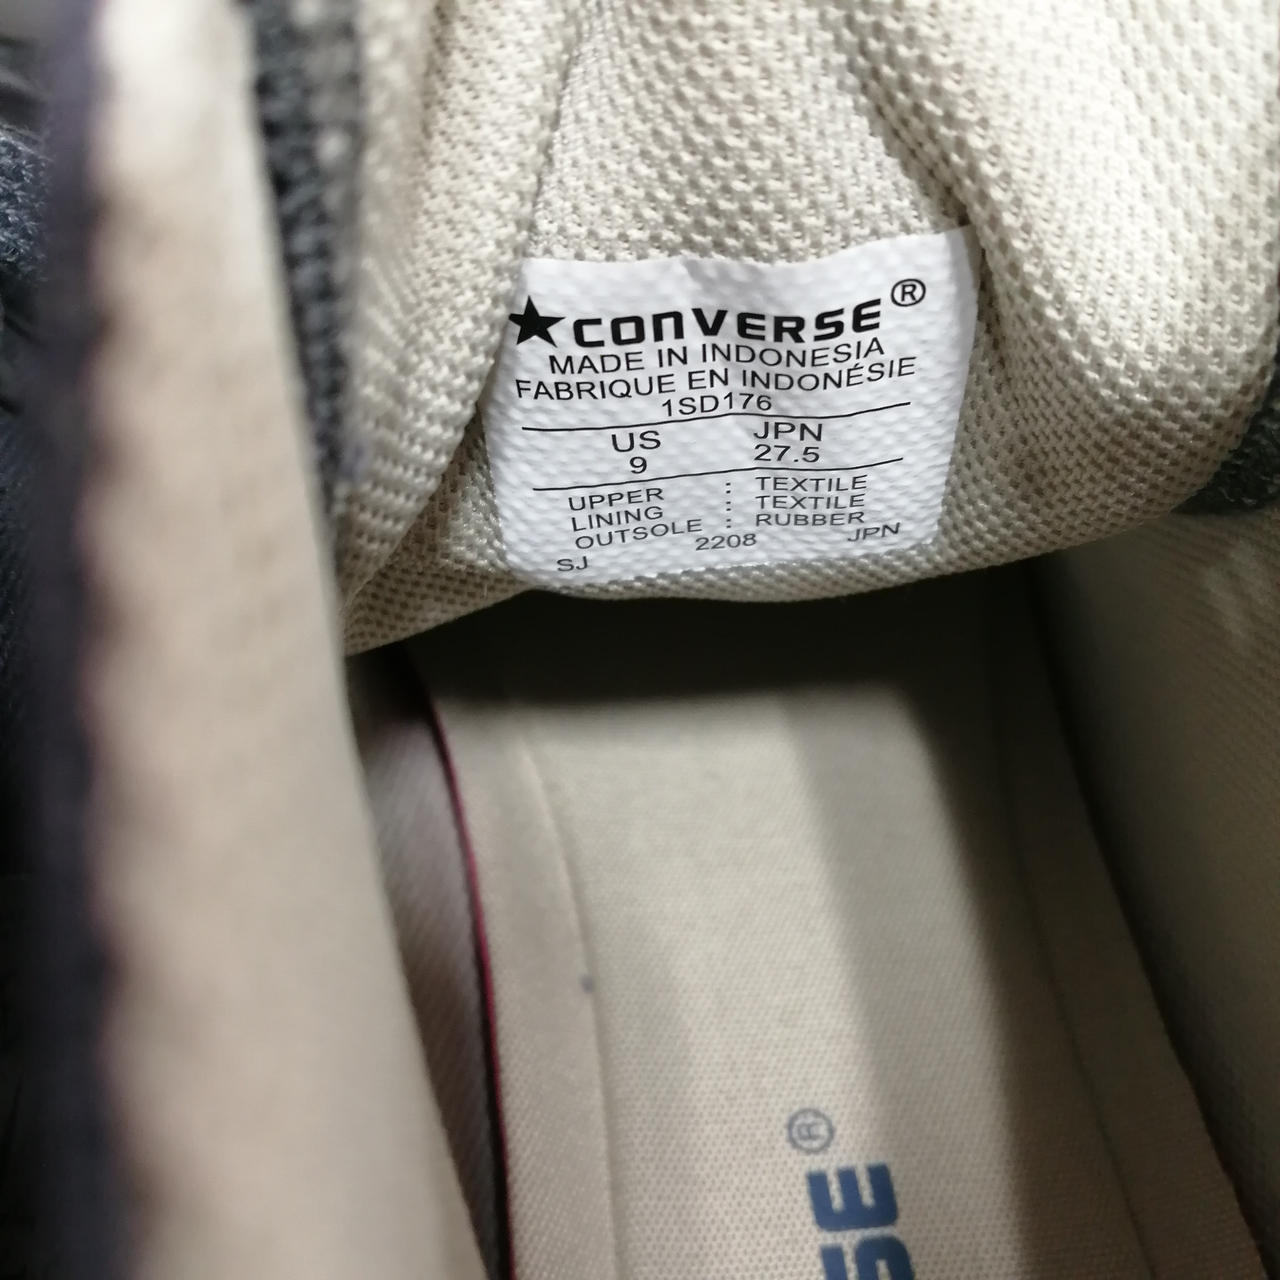 ★CONVERSE®
MADE IN INDONESIA
FABRIQUE EN INDONÉSIE
1SD176
US JPN
9 27.5
UPPER : TEXTILE
LINING : TEXTILE
OUTSOLE : RUBBER
SJ 2208 JPN
SE®